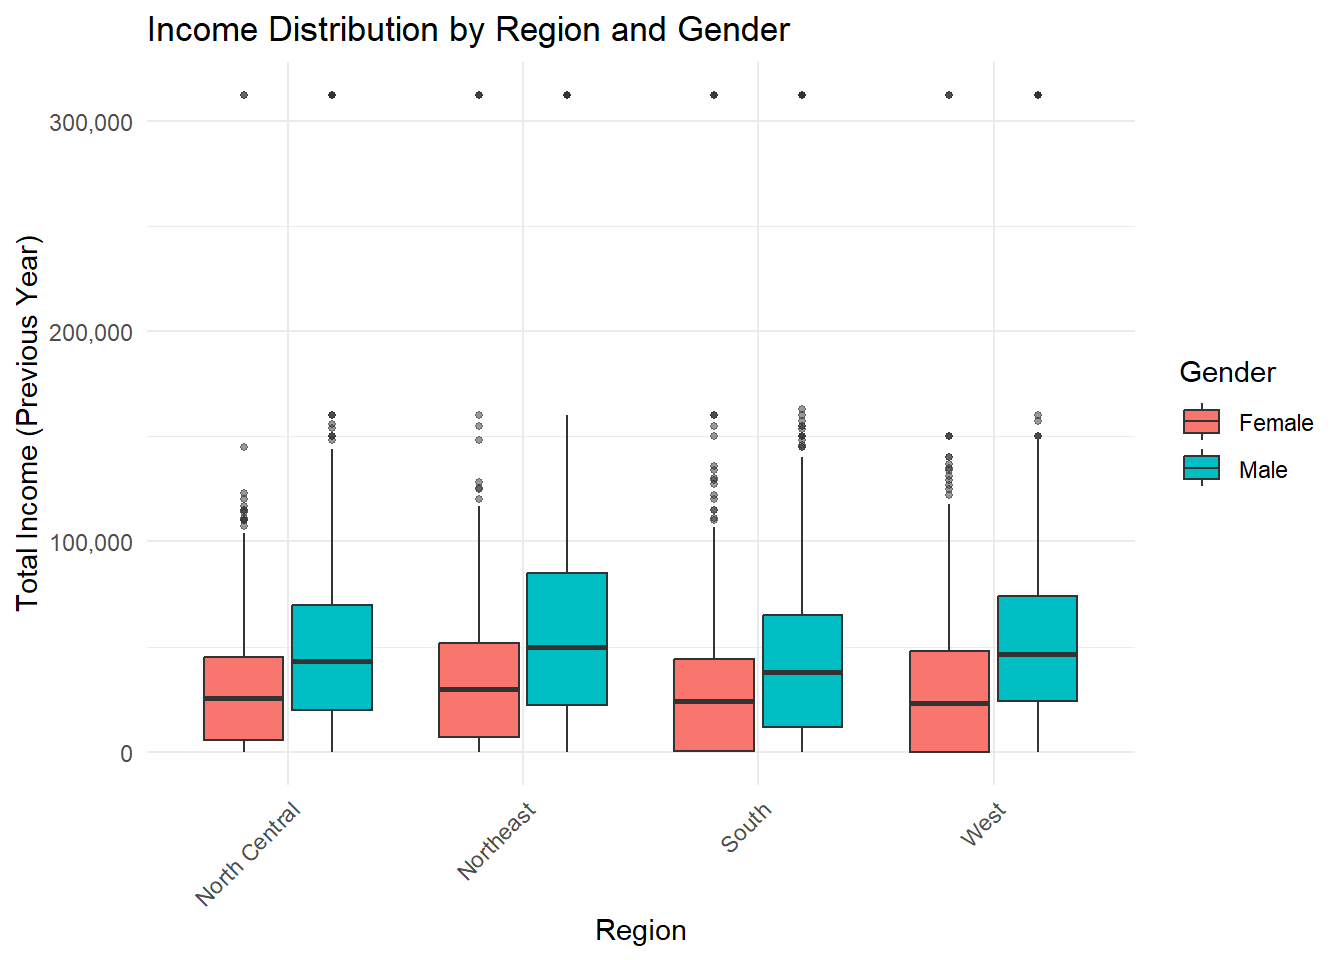 Income Distribution by Region and Gender
Total Income (Previous Year)
300,000
200,000
100,000
0
North Central
Northeast
South
West
Region
Gender
Female
Male